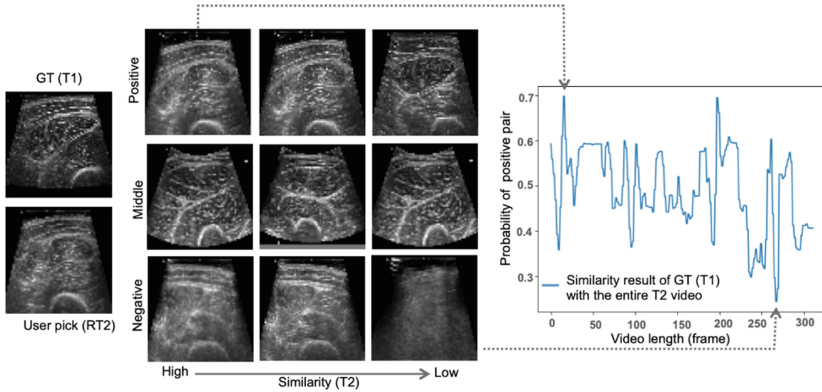 GT (T1)
User pick (RT2)
Positive
Middle
Negative
High
Low
Similarity (T2)
Probability of positive pair
0.7
0.6
0.5
0.4
0.3
Similarity result of GT (T1)
with the entire T2 video
0 50 100 150 200 250 300
Video length (frame)